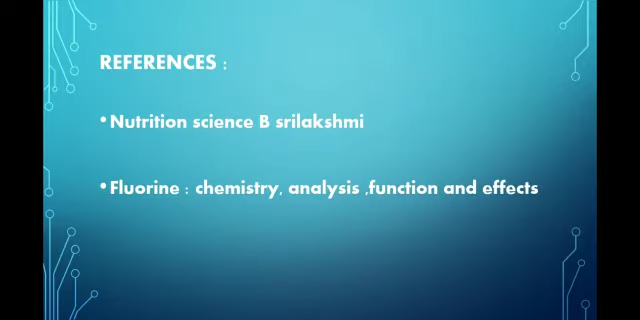 REFERENCES :
•Nutrition science B srilakshmi
•Fluorine : chemistry, analysis ,function and effects